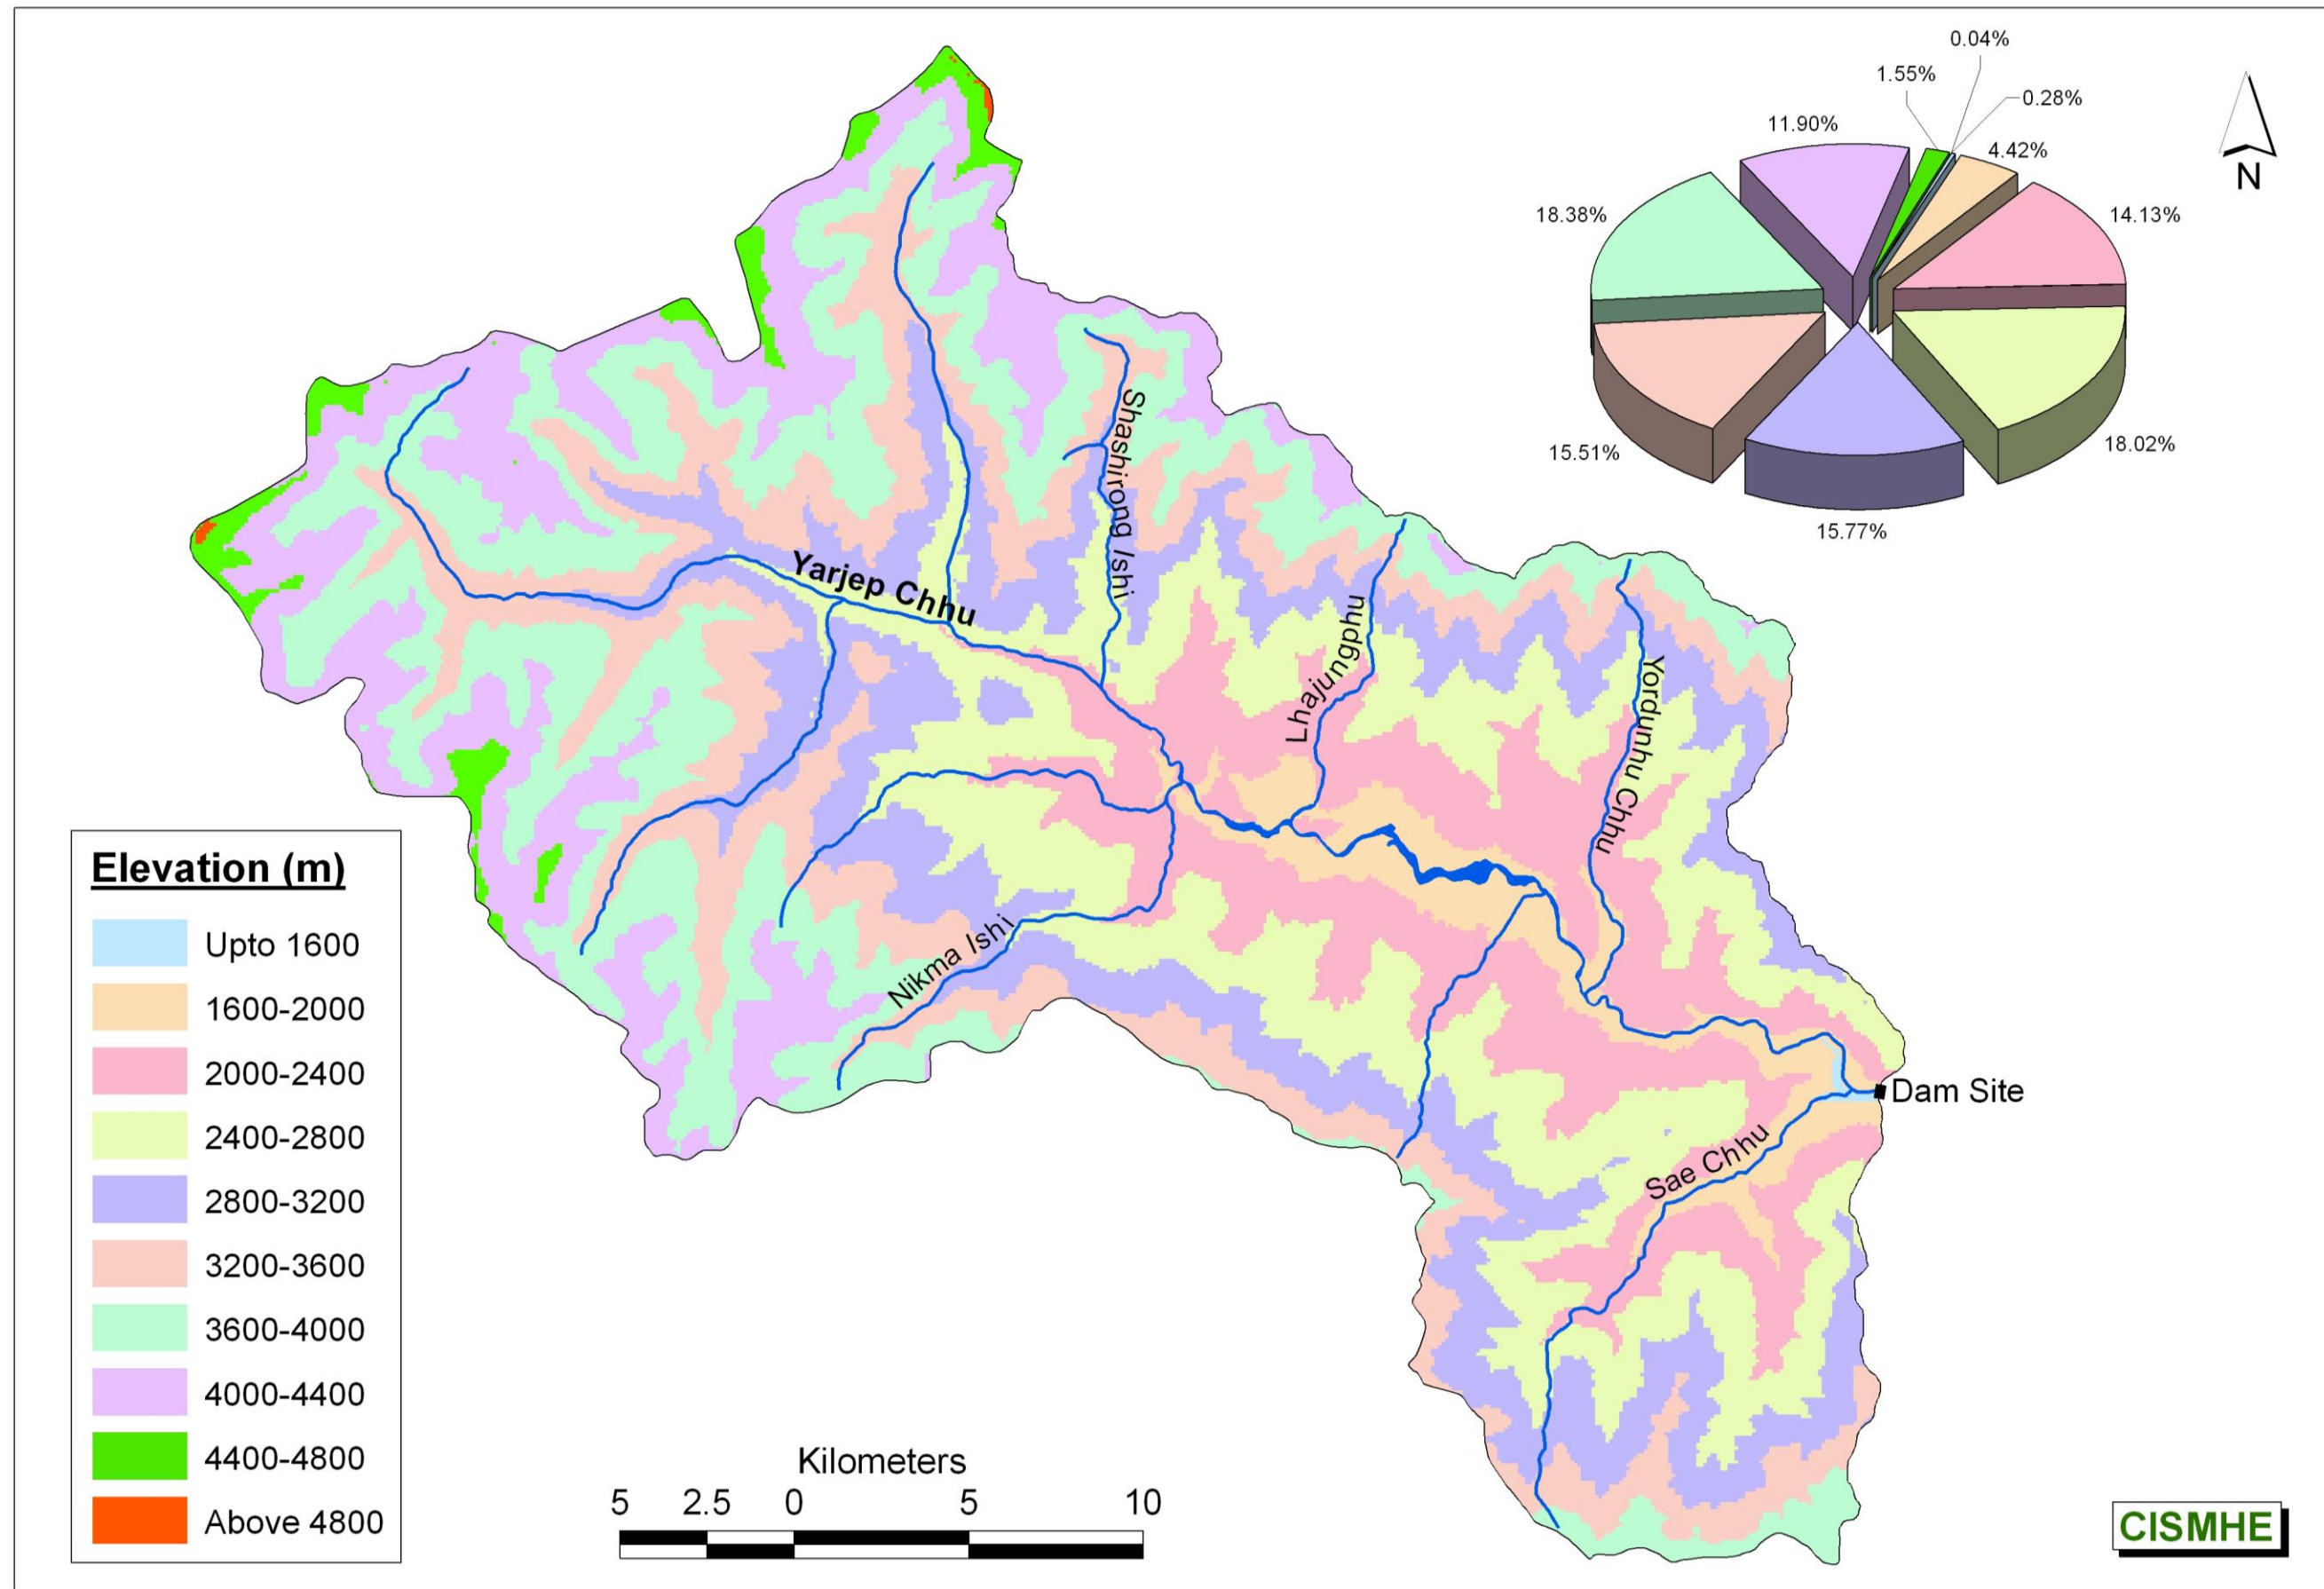 0.04%
1.55%
0.28%
11.90%
4.42%
18.38%
14.13%
15.51%
18.02%
15.77%
N
Shashirong Ishi
Yarjep Chhu
Lhajungphu
Yordunhu Chhu
Nikma Ishi
Dam Site
Sae Chhu
Elevation (m)
Upto 1600
1600-2000
2000-2400
2400-2800
2800-3200
3200-3600
3600-4000
4000-4400
4400-4800
Above 4800
Kilometers
5 2.5 0 5 10
CISMHE